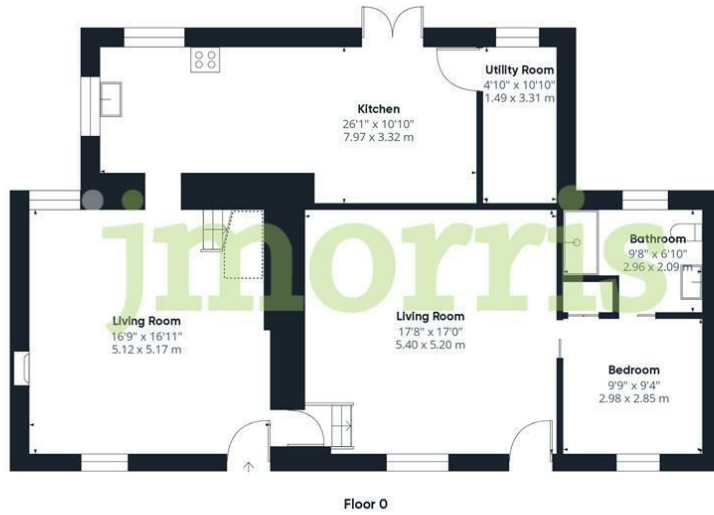 Utility Room
4'10" x 10'10"
1.49 x 3.31 m
Kitchen
26'1" x 10'10"
7.97 x 3.32 m
jmorris
Bathroom
9'8" x 6'10"
2.96 x 2.09 m
Living Room
16'9" x 16'11"
5.12 x 5.17 m
Living Room
17'8" x 17'0"
5.40 x 5.20 m
Bedroom
9'9" x 9'4"
2.98 x 2.85 m
Floor 0